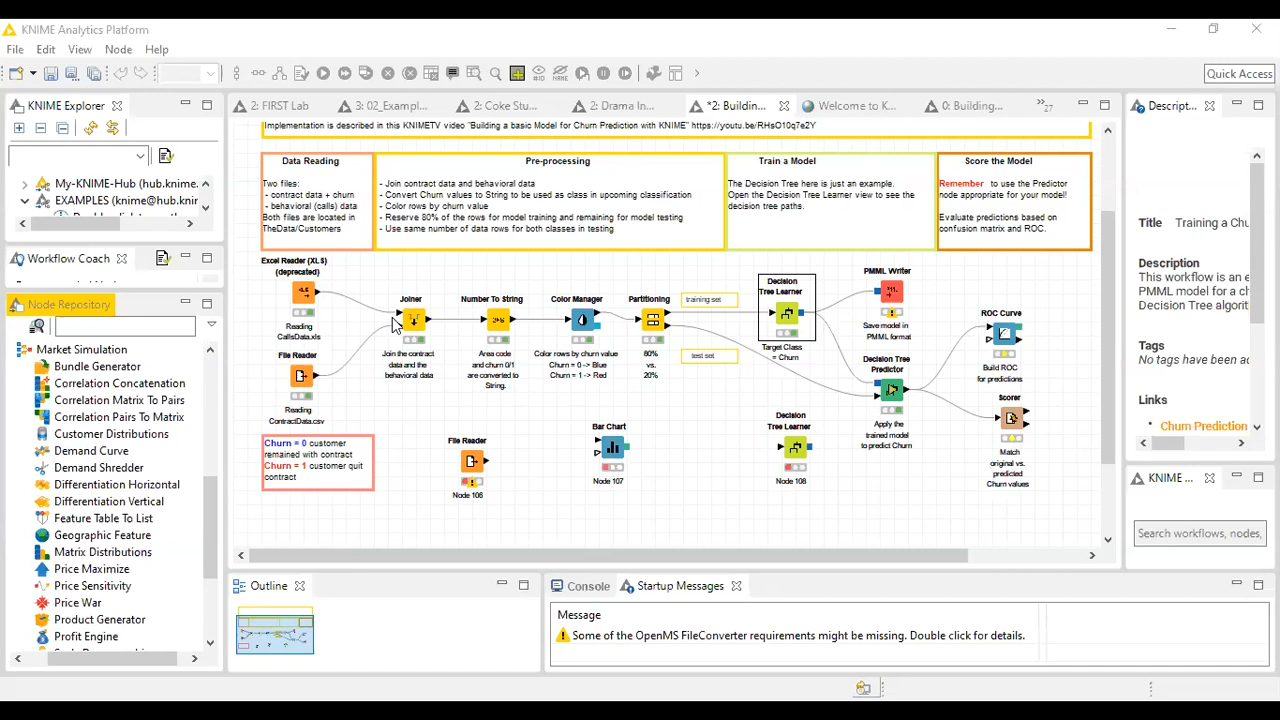 KNIME Analytics Platform
File Edit View Node Help
Quick Access
KNIME Explorer
My-KNIME-Hub (hub.knime.
EXAMPLES (knime@hub.knir
Workflow Coach
Node Repository
Market Simulation
Bundle Generator
Correlation Concatenation
Correlation Matrix To Pairs
Correlation Pairs To Matrix
Customer Distributions
Demand Curve
Demand Shredder
Differentiation Horizontal
Differentiation Vertical
Feature Table To List
Geographic Feature
Matrix Distributions
Price Maximize
Price Sensitivity
Price War
Product Generator
Profit Engine
2: FIRST Lab
3: 02_Exampl...
2: Coke Stu...
2: Drama In...
*2: Building...
Welcome to K...
0: Building...
»27
Implementation is described in this KNIMETV video "Building a basic Model for Churn Prediction with KNIME" https://youtu.be/RHsO10q7e2Y
Data Reading
Two files:
- contract data + churn
- behavioral (calls) data
Both files are located in
TheData/Customers
Pre-processing
- Join contract data and behavioral data
- Convert Churn values to String to be used as class in upcoming classification
- Color rows by churn value
- Reserve 80% of the rows for model training and remaining for model testing
- Use same number of data rows for both classes in testing
Train a Model
The Decision Tree here is just an example.
Open the Decision Tree Learner view to see the
decision tree paths.
Score the Model
Remember to use the Predictor
node appropriate for your model!
Evaluate predictions based on
confusion matrix and ROC.
Excel Reader (XLS)
(deprecated)
XLS
Reading
CallsData.xls
File Reader
Reading
ContractData.csv
Joiner
Join the contract
data and the
behavioral data
Number To String
Area code
and churn 0/1
are converted to
String.
Color Manager
Color rows by churn value
Churn = 0 -> Blue
Churn = 1 -> Red
Partitioning
80%
vs.
20%
training set
test set
Decision
Tree Learner
Target Class
= Churn
PMML Writer
Save model in
PMML format
Decision Tree
Predictor
Apply the
trained model
to predict Churn
ROC Curve
Build ROC
for predictions
Scorer
Match
original vs.
predicted
Churn values
Churn = 0 customer
remained with contract
Churn = 1 customer quit
contract
File Reader
Node 106
Bar Chart
Node 107
Decision
Tree Learner
Node 108
Outline
Console
Startup Messages
Message
Some of the OpenMS FileConverter requirements might be missing. Double click for details.
Descript...
Title Training a Chu
Description
This workflow is an e
PMML model for a ch
Decision Tree algorit
Tags
No tags have been ad
Links
Churn Prediction
KNIME ...
Search workflows, nodes,